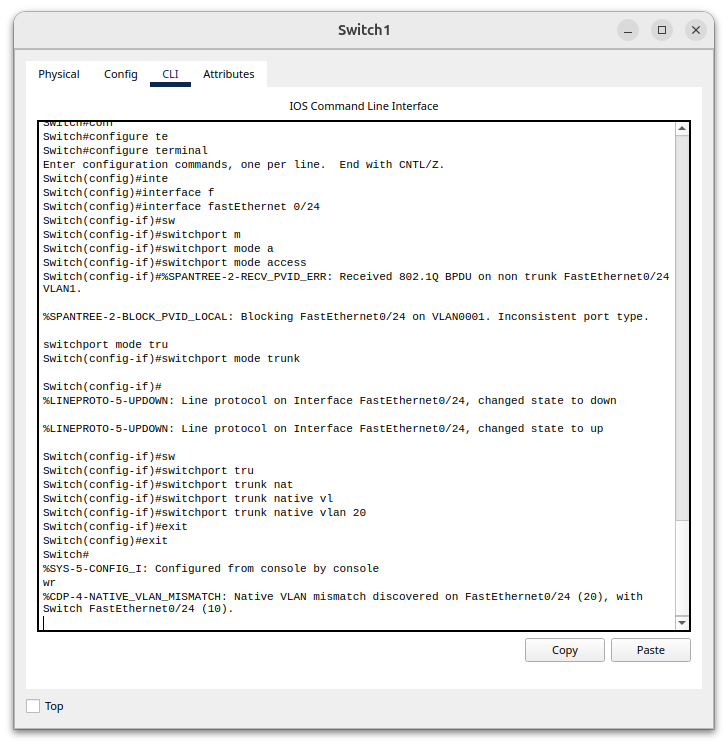 Switch1
Physical Config CLI Attributes
IOS Command Line Interface
Switch#conf
Switch#configure te
Switch#configure terminal
Enter configuration commands, one per line.  End with CNTL/Z.
Switch(config)#inte
Switch(config)#interface f
Switch(config)#interface fastEthernet 0/24
Switch(config-if)#sw
Switch(config-if)#switchport m
Switch(config-if)#switchport mode a
Switch(config-if)#switchport mode access
Switch(config-if)#%SPANTREE-2-RECV_PVID_ERR: Received 802.1Q BPDU on non trunk FastEthernet0/24
VLAN1.
%SPANTREE-2-BLOCK_PVID_LOCAL: Blocking FastEthernet0/24 on VLAN0001. Inconsistent port type.
switchport mode tru
Switch(config-if)#switchport mode trunk
Switch(config-if)#
%LINEPROTO-5-UPDOWN: Line protocol on Interface FastEthernet0/24, changed state to down
%LINEPROTO-5-UPDOWN: Line protocol on Interface FastEthernet0/24, changed state to up
Switch(config-if)#sw
Switch(config-if)#switchport tru
Switch(config-if)#switchport trunk nat
Switch(config-if)#switchport trunk native vl
Switch(config-if)#switchport trunk native vlan 20
Switch(config-if)#exit
Switch(config)#exit
Switch#
%SYS-5-CONFIG_I: Configured from console by console
wr
%CDP-4-NATIVE_VLAN_MISMATCH: Native VLAN mismatch discovered on FastEthernet0/24 (20), with
Switch FastEthernet0/24 (10).
Copy Paste
Top